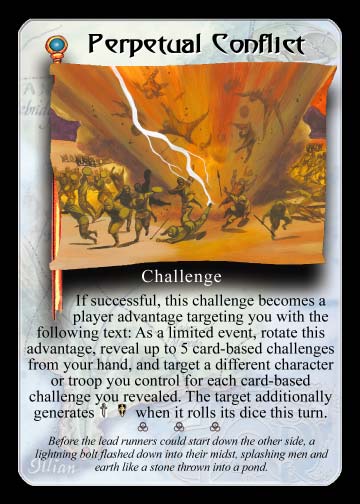 Perpetual Conflict
Challenge
If successful, this challenge becomes a
player advantage targeting you with the
following text: As a limited event, rotate this
advantage, reveal up to 5 card-based challenges
from your hand, and target a different character
or troop you control for each card-based
challenge you revealed. The target additionally
generates when it rolls its dice this turn.
Before the lead runners could start down the other side, a
lightning bolt flashed down into their midst, splashing men and
earth like a stone thrown into a pond.
Illian